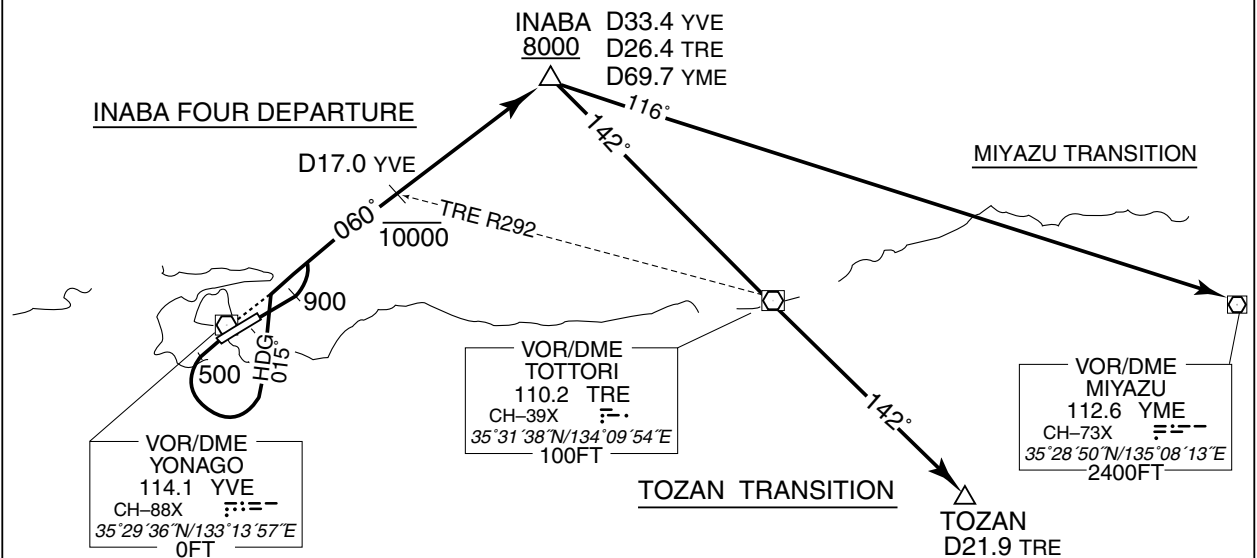 INABA D33.4 YVE
8000 D26.4 TRE
D69.7 YME
INABA FOUR DEPARTURE
116°
142°
MIYAZU TRANSITION
D17.0 YVE
060°
TRE R292
10000
900
HDG 015°
500
VOR/DME
TOTTORI
110.2 TRE
CH–39X
35°31´38˝N/134°09´54˝E
100FT
VOR/DME
MIYAZU
112.6 YME
CH–73X
35°28´50˝N/135°08´13˝E
2400FT
142°
VOR/DME
YONAGO
114.1 YVE
CH–88X
35°29´36˝N/133°13´57˝E
0FT
TOZAN TRANSITION
TOZAN
D21.9 TRE